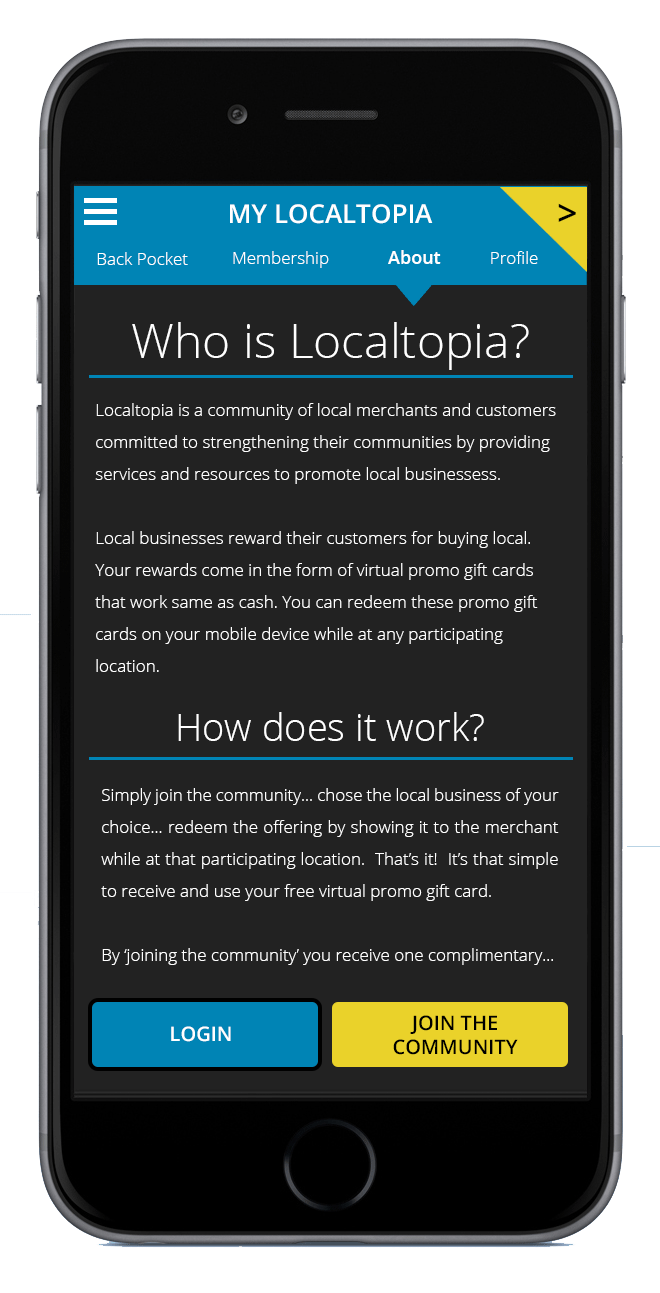 MY LOCALTOPIA
>
Back Pocket
Membership
About
Profile
Who is Localtopia?
Localtopia is a community of local merchants and customers
committed to strengthening their communities by providing
services and resources to promote local businessess.
Local businesses reward their customers for buying local.
Your rewards come in the form of virtual promo gift cards
that work same as cash. You can redeem these promo gift
cards on your mobile device while at any participating
location.
How does it work?
Simply join the community... chose the local business of your
choice... redeem the offering by showing it to the merchant
while at that participating location.  That’s it!  It’s that simple
to receive and use your free virtual promo gift card.
By ‘joining the community’ you receive one complimentary...
LOGIN
JOIN THE
COMMUNITY